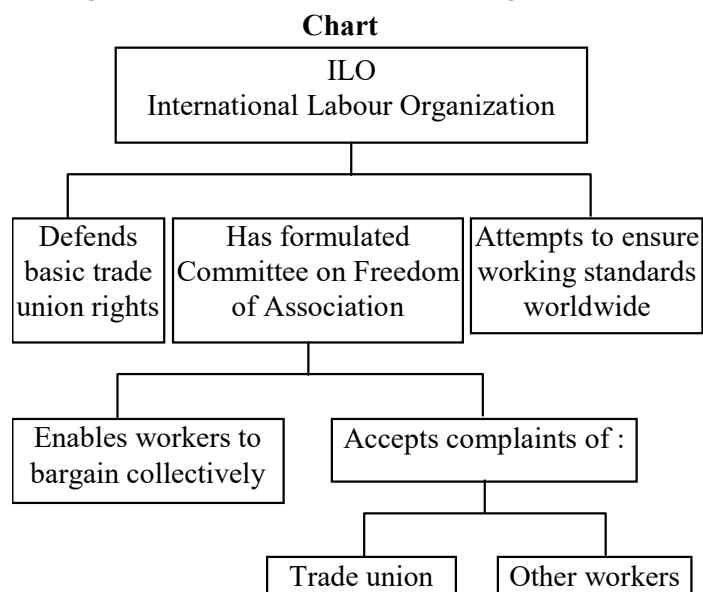 Chart
ILO
International Labour Organization
Defends
basic trade
union rights
Has formulated
Committee on Freedom
of Association
Attempts to ensure
working standards
worldwide
Enables workers to
bargain collectively
Accepts complaints of :
Trade union
Other workers